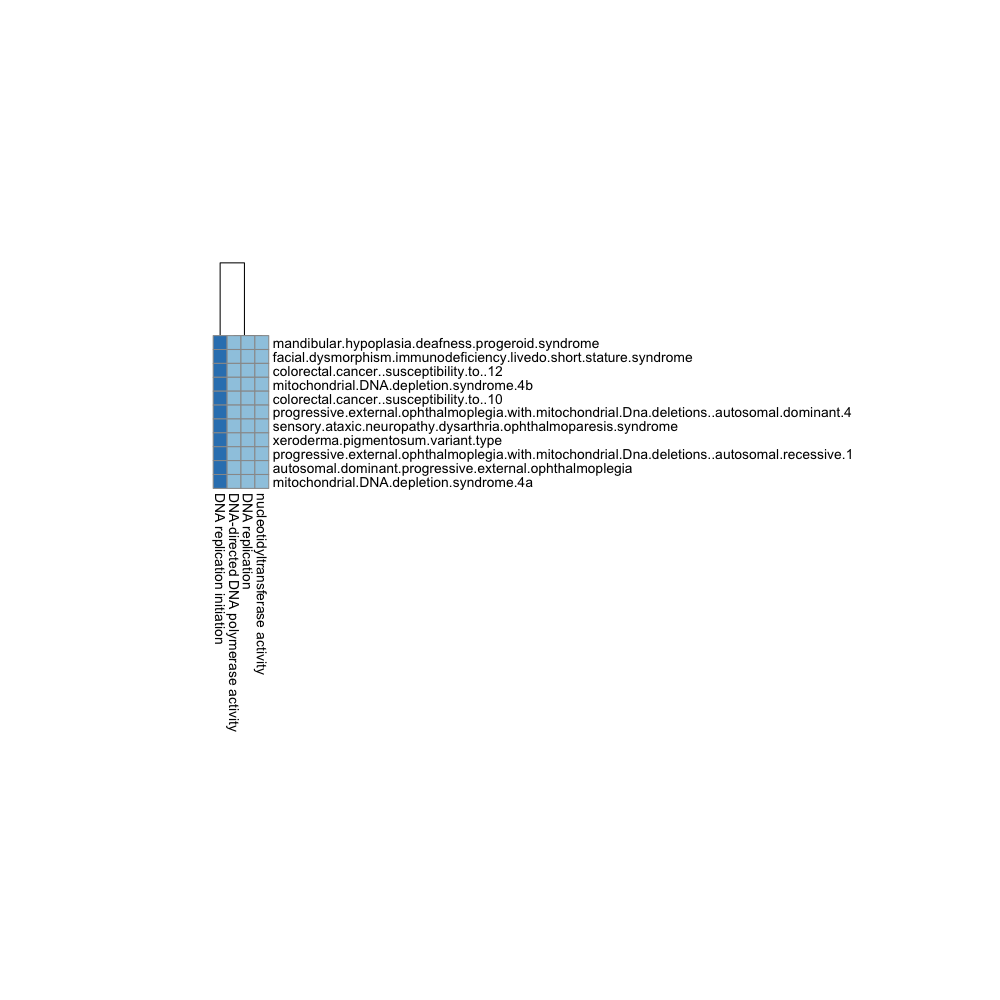 mandibular.hypoplasia.deafness.progeroid.syndrome
facial.dysmorphism.immunodeficiency.livedo.short.stature.syndrome
colorectal.cancer..susceptibility.to..12
mitochondrial.DNA.depletion.syndrome.4b
colorectal.cancer..susceptibility.to..10
progressive.external.ophthalmoplegia.with.mitochondrial.Dna.deletions..autosomal.dominant.4
sensory.ataxic.neuropathy.dysarthria.ophthalmoparesis.syndrome
xeroderma.pigmentosum.variant.type
progressive.external.ophthalmoplegia.with.mitochondrial.Dna.deletions..autosomal.recessive.1
autosomal.dominant.progressive.external.ophthalmoplegia
mitochondrial.DNA.depletion.syndrome.4a
DNA replication initiation
DNA-directed DNA polymerase activity
DNA replication
nucleotidyltransferase activity